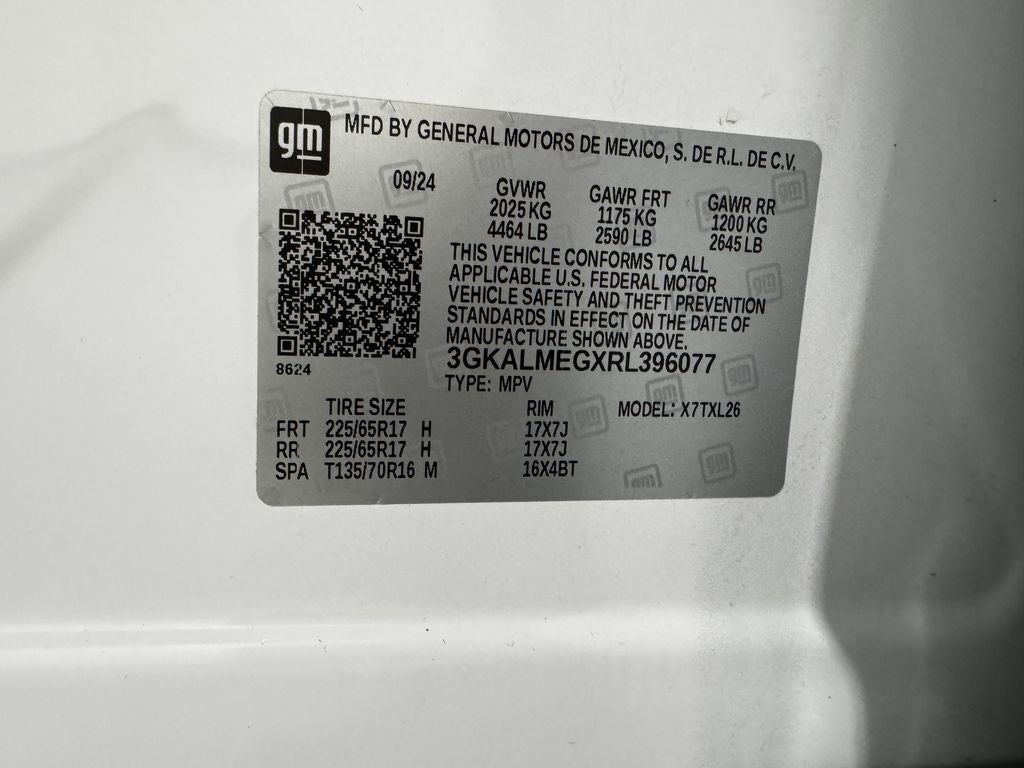 gm MFD BY GENERAL MOTORS DE MEXICO, S. DE R.L. DE C.V.
09/24 GVWR GAWR FRT GAWR RR
2025 KG 1175 KG 1200 KG
4464 LB 2590 LB 2645 LB
THIS VEHICLE CONFORMS TO ALL
APPLICABLE U.S. FEDERAL MOTOR
VEHICLE SAFETY AND THEFT PREVENTION
STANDARDS IN EFFECT ON THE DATE OF
MANUFACTURE SHOWN ABOVE.
3GKALMEGXRL396077
8624
TYPE: MPV
TIRE SIZE RIM MODEL: X7TXL26
FRT 225/65R17 H 17X7J
RR 225/65R17 H 17X7J
SPA T135/70R16 M 16X4BT